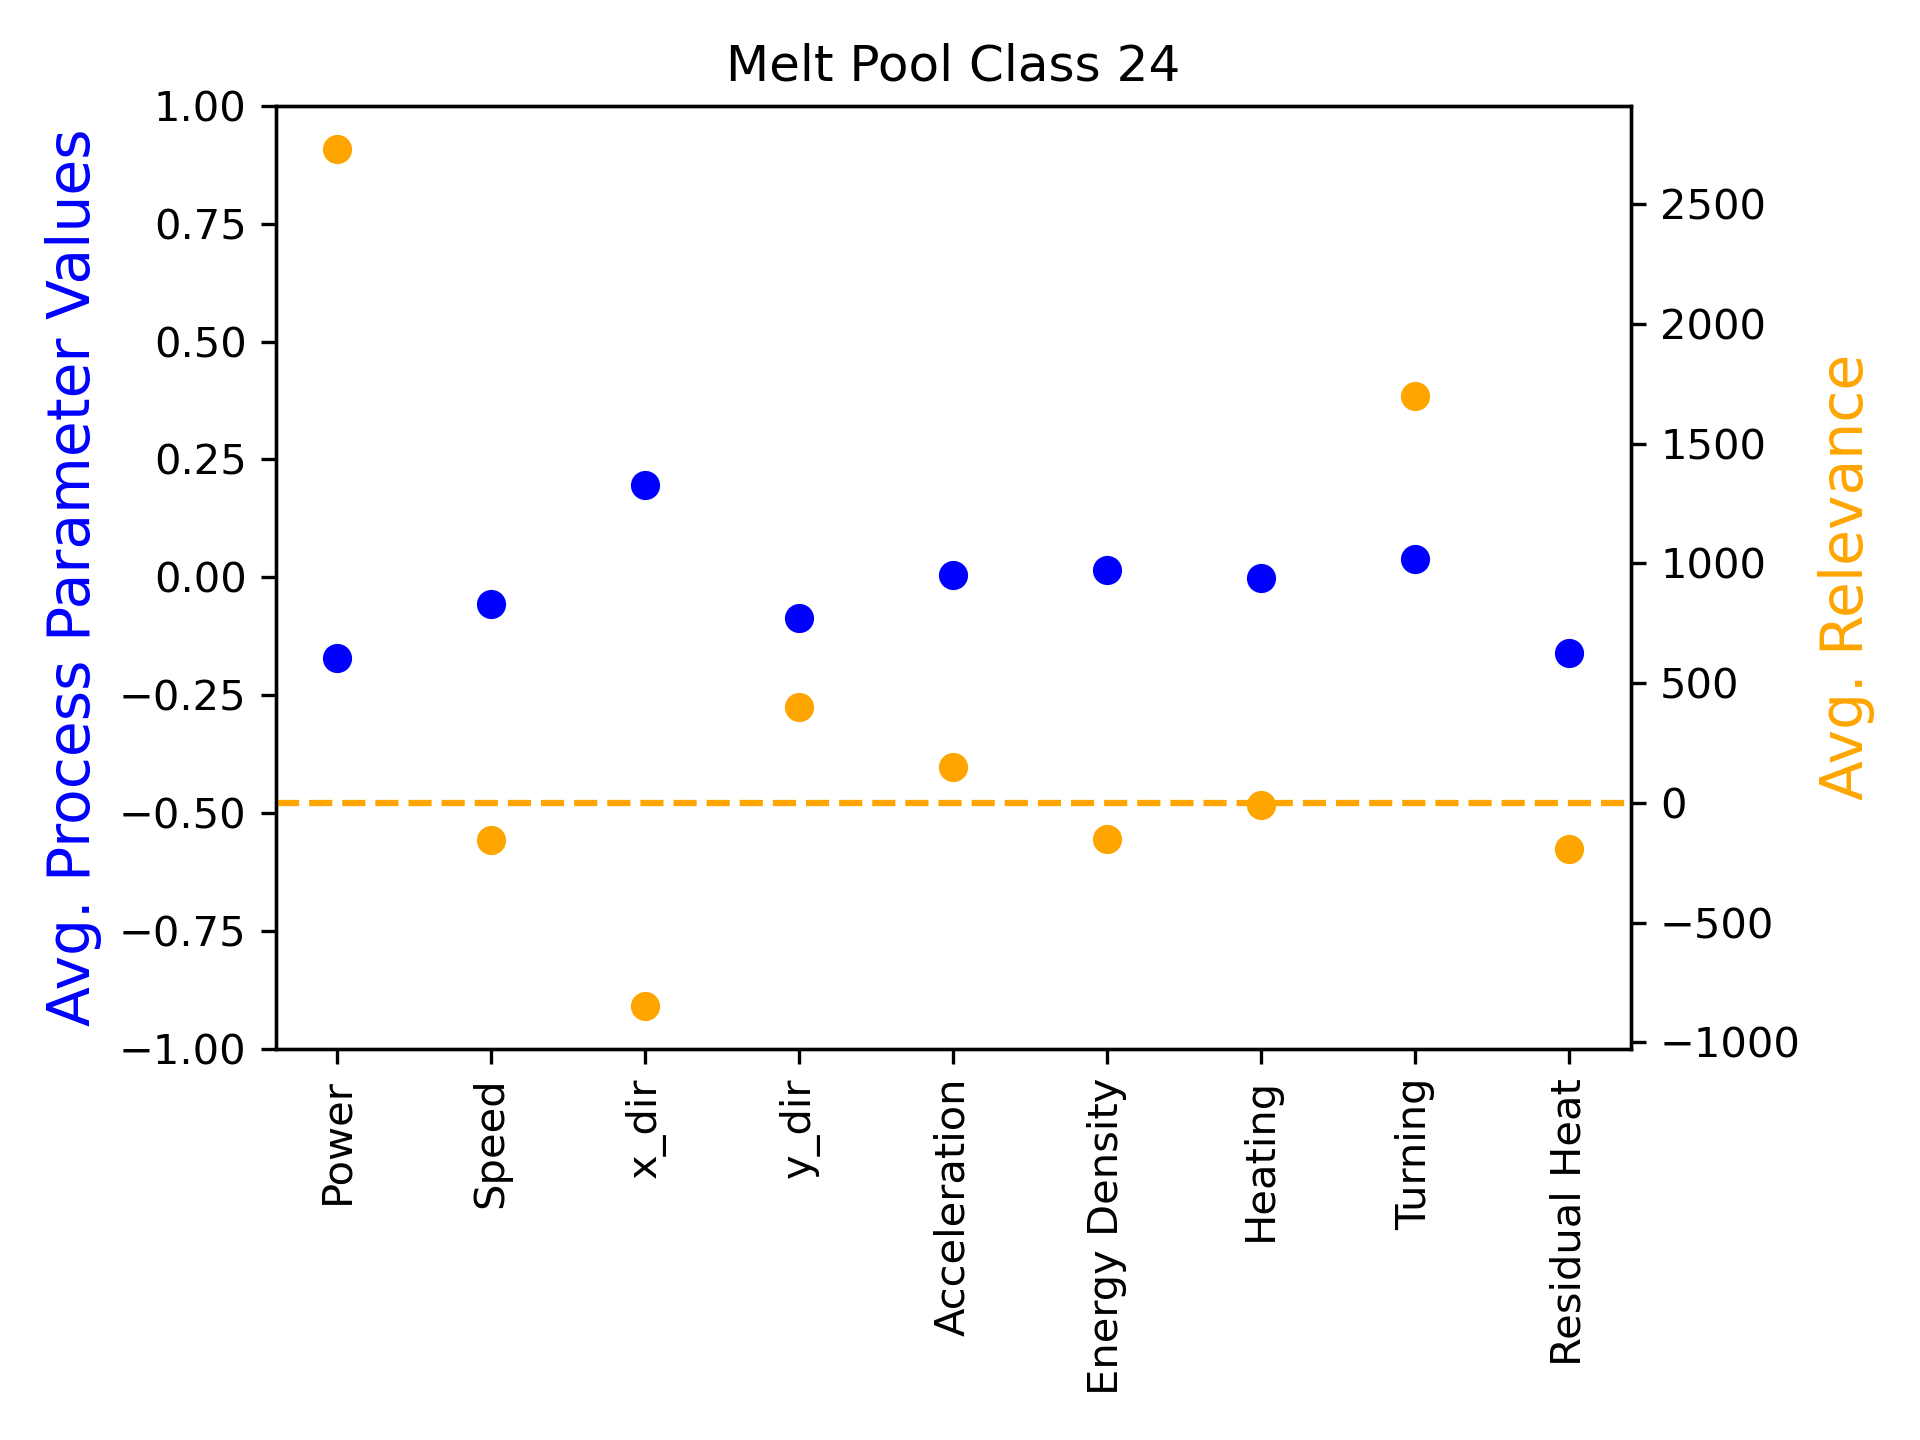 Melt Pool Class 24
Avg. Process Parameter Values
1.00
0.75
0.50
0.25
0.00
−0.25
−0.50
−0.75
−1.00
2500
2000
1500
1000
500
0
−500
−1000
Avg. Relevance
Power
Speed
x_dir
y_dir
Acceleration
Energy Density
Heating
Turning
Residual Heat